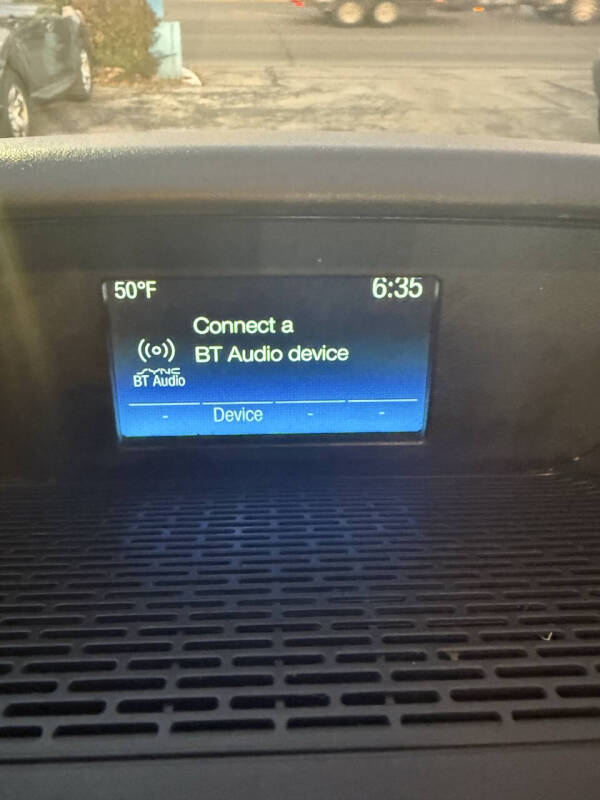 50°F 6:35
Connect a
BT Audio device
SYNC
BT Audio
- Device - -